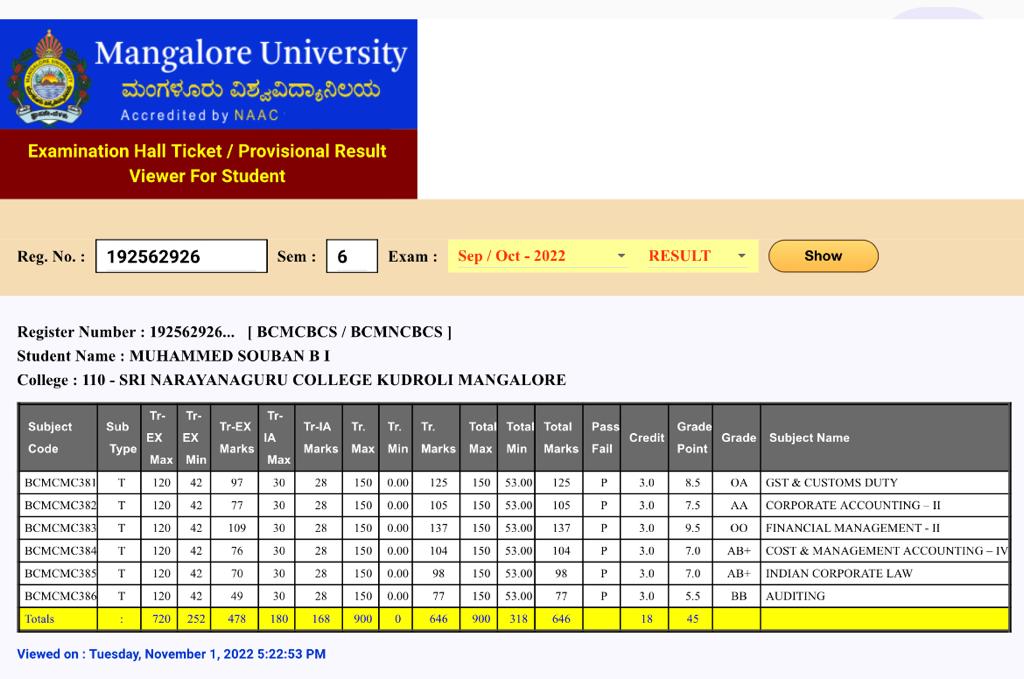 Mangalore University
ಮಂಗಳೂರು ವಿಶ್ವವಿದ್ಯಾನಿಲಯ
Accredited by NAAC
Examination Hall Ticket / Provisional Result
Viewer For Student
Reg. No. : 192562926 Sem : 6 Exam : Sep / Oct - 2022 RESULT Show
Register Number : 192562926... [ BCMCBCS / BCMNCBCS ]
Student Name : MUHAMMED SOUBAN B I
College : 110 - SRI NARAYANAGURU COLLEGE KUDROLI MANGALORE
Subject Code Sub Type Tr-EX Max Tr-EX Min Tr-EX Marks Tr-IA Max Tr-IA Marks Tr. Max Tr. Min Tr. Marks Total Max Total Min Total Marks Pass Fail Credit Grade Point Grade Subject Name
BCMCMC381 T 120 42 97 30 28 150 0.00 125 150 53.00 125 P 3.0 8.5 OA GST & CUSTOMS DUTY
BCMCMC382 T 120 42 77 30 28 150 0.00 105 150 53.00 105 P 3.0 7.5 AA CORPORATE ACCOUNTING – II
BCMCMC383 T 120 42 109 30 28 150 0.00 137 150 53.00 137 P 3.0 9.5 OO FINANCIAL MANAGEMENT - II
BCMCMC384 T 120 42 76 30 28 150 0.00 104 150 53.00 104 P 3.0 7.0 AB+ COST & MANAGEMENT ACCOUNTING – IV
BCMCMC385 T 120 42 70 30 28 150 0.00 98 150 53.00 98 P 3.0 7.0 AB+ INDIAN CORPORATE LAW
BCMCMC386 T 120 42 49 30 28 150 0.00 77 150 53.00 77 P 3.0 5.5 BB AUDITING
Totals : 720 252 478 180 168 900 0 646 900 318 646 18 45
Viewed on : Tuesday, November 1, 2022 5:22:53 PM